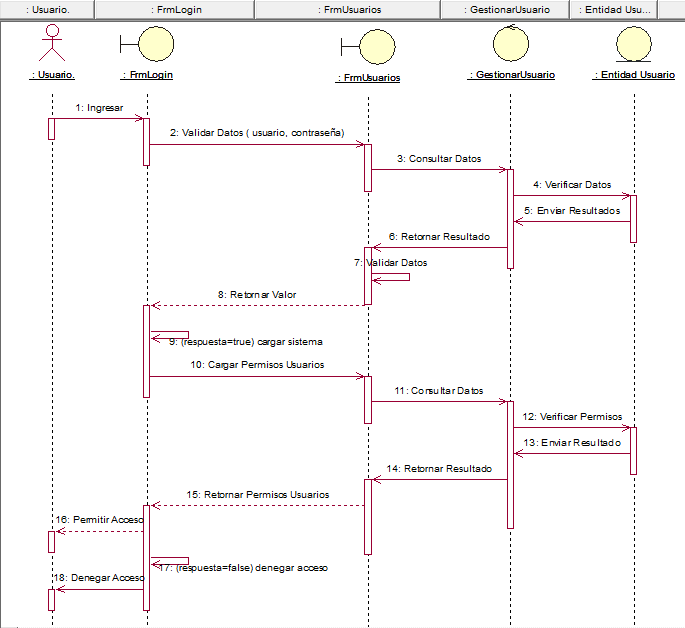 : Usuario.
: FrmLogin
: FrmUsuarios
: GestionarUsuario
: Entidad Usu...
: Usuario.
: FrmLogin
: FrmUsuarios
: GestionarUsuario
: Entidad Usuario
1: Ingresar
2: Validar Datos ( usuario, contraseña)
3: Consultar Datos
4: Verificar Datos
5: Enviar Resultados
6: Retornar Resultado
7: Validar Datos
8: Retornar Valor
9: (respuesta=true) cargar sistema
10: Cargar Permisos Usuarios
11: Consultar Datos
12: Verificar Permisos
13: Enviar Resultado
14: Retornar Resultado
15: Retornar Permisos Usuarios
16: Permitir Acceso
17: (respuesta=false) denegar acceso
18: Denegar Acceso